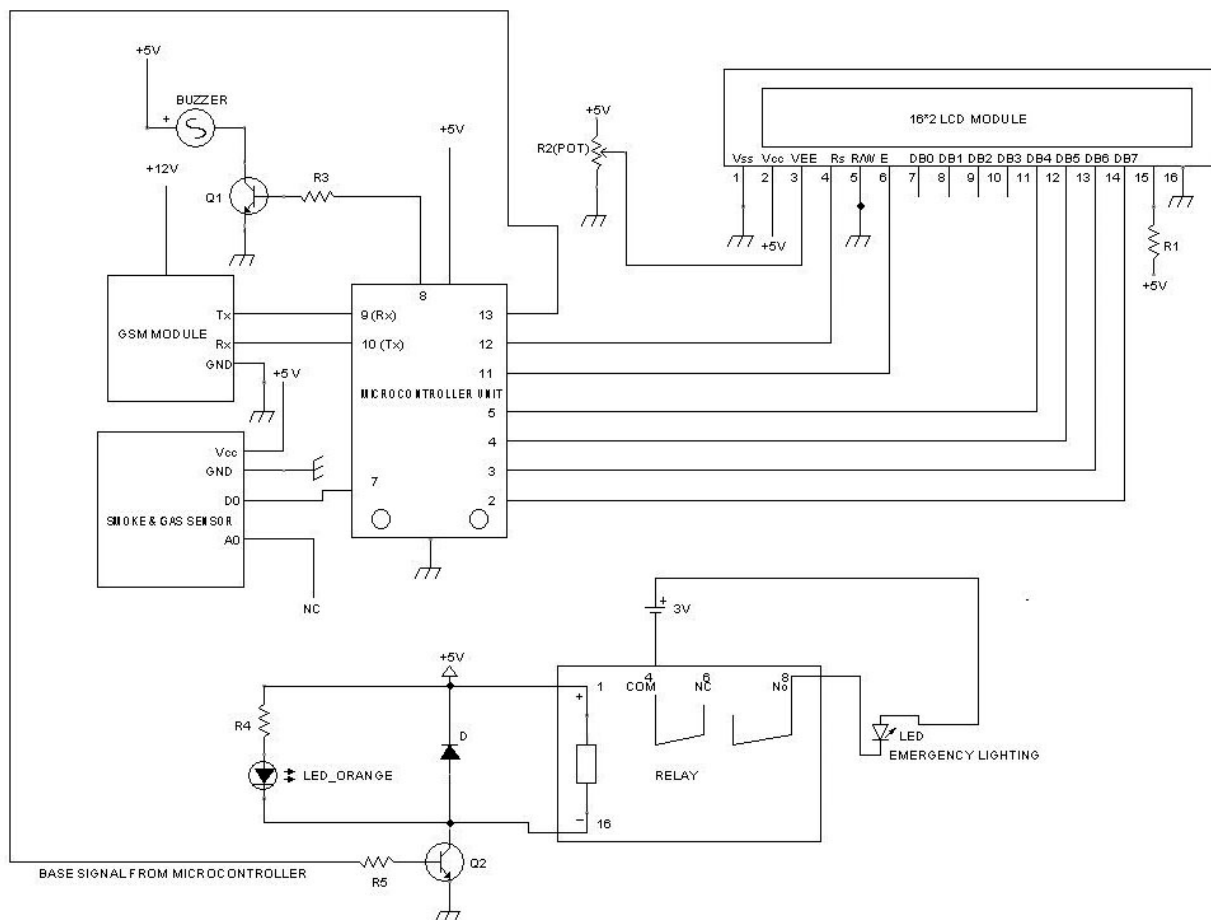 +5V
BUZZER
+
+12V
Q1
R3
+5V
+5V
R2(POT)
16*2 LCD MODULE
Vss Vcc VEE Rs R/W E DB0 DB1 DB2 DB3 DB4 DB5 DB6 DB7
1 2 3 4 5 6 7 8 9 10 11 12 13 14 15 16
+5V
R1
+5V
GSM MODULE
Tx
Rx
GND
8
9 (Rx)
10 (Tx)
MICROCONTROLLER UNIT
7
13
12
11
5
4
3
2
+5V
Vcc
GND
D0
SMOKE & GAS SENSOR
A0
NC
+
3V
+5V
R4
LED_ORANGE
D
1
+
4
COM
6
NC
8
No
RELAY
−
16
LED
EMERGENCY LIGHTING
Q2
R5
BASE SIGNAL FROM MICROCONTROLLER